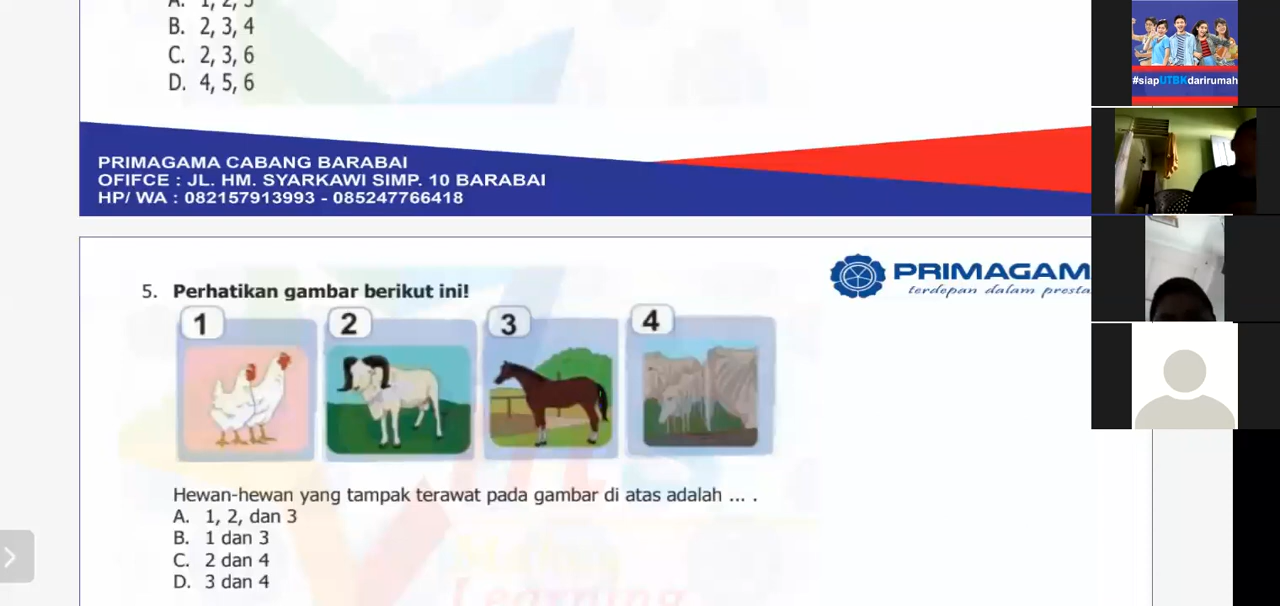 B. 2, 3, 4
C. 2, 3, 6
D. 4, 5, 6
#siapUTBKdarirumah
PRIMAGAMA CABANG BARABAI
OFIFCE : JL. HM. SYARKAWI SIMP. 10 BARABAI
HP/ WA : 082157913993 - 085247766418
PRIMAGAM
terdepan dalam presta
5. Perhatikan gambar berikut ini!
1
2
3
4
Hewan-hewan yang tampak terawat pada gambar di atas adalah ... .
A. 1, 2, dan 3
B. 1 dan 3
C. 2 dan 4
D. 3 dan 4
Learning